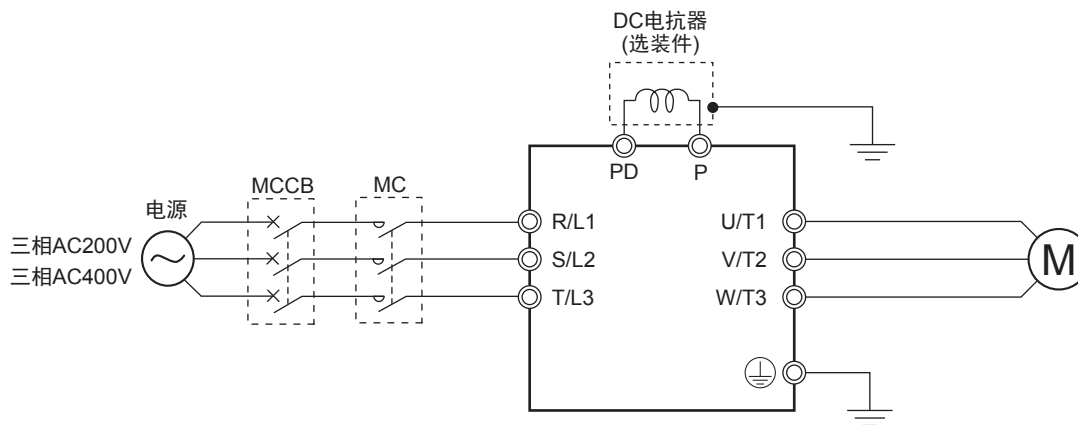 DC电抗器
(选装件)
PD
P
MCCB
MC
电源
三相AC200V
三相AC400V
R/L1
S/L2
T/L3
U/T1
V/T2
W/T3
M